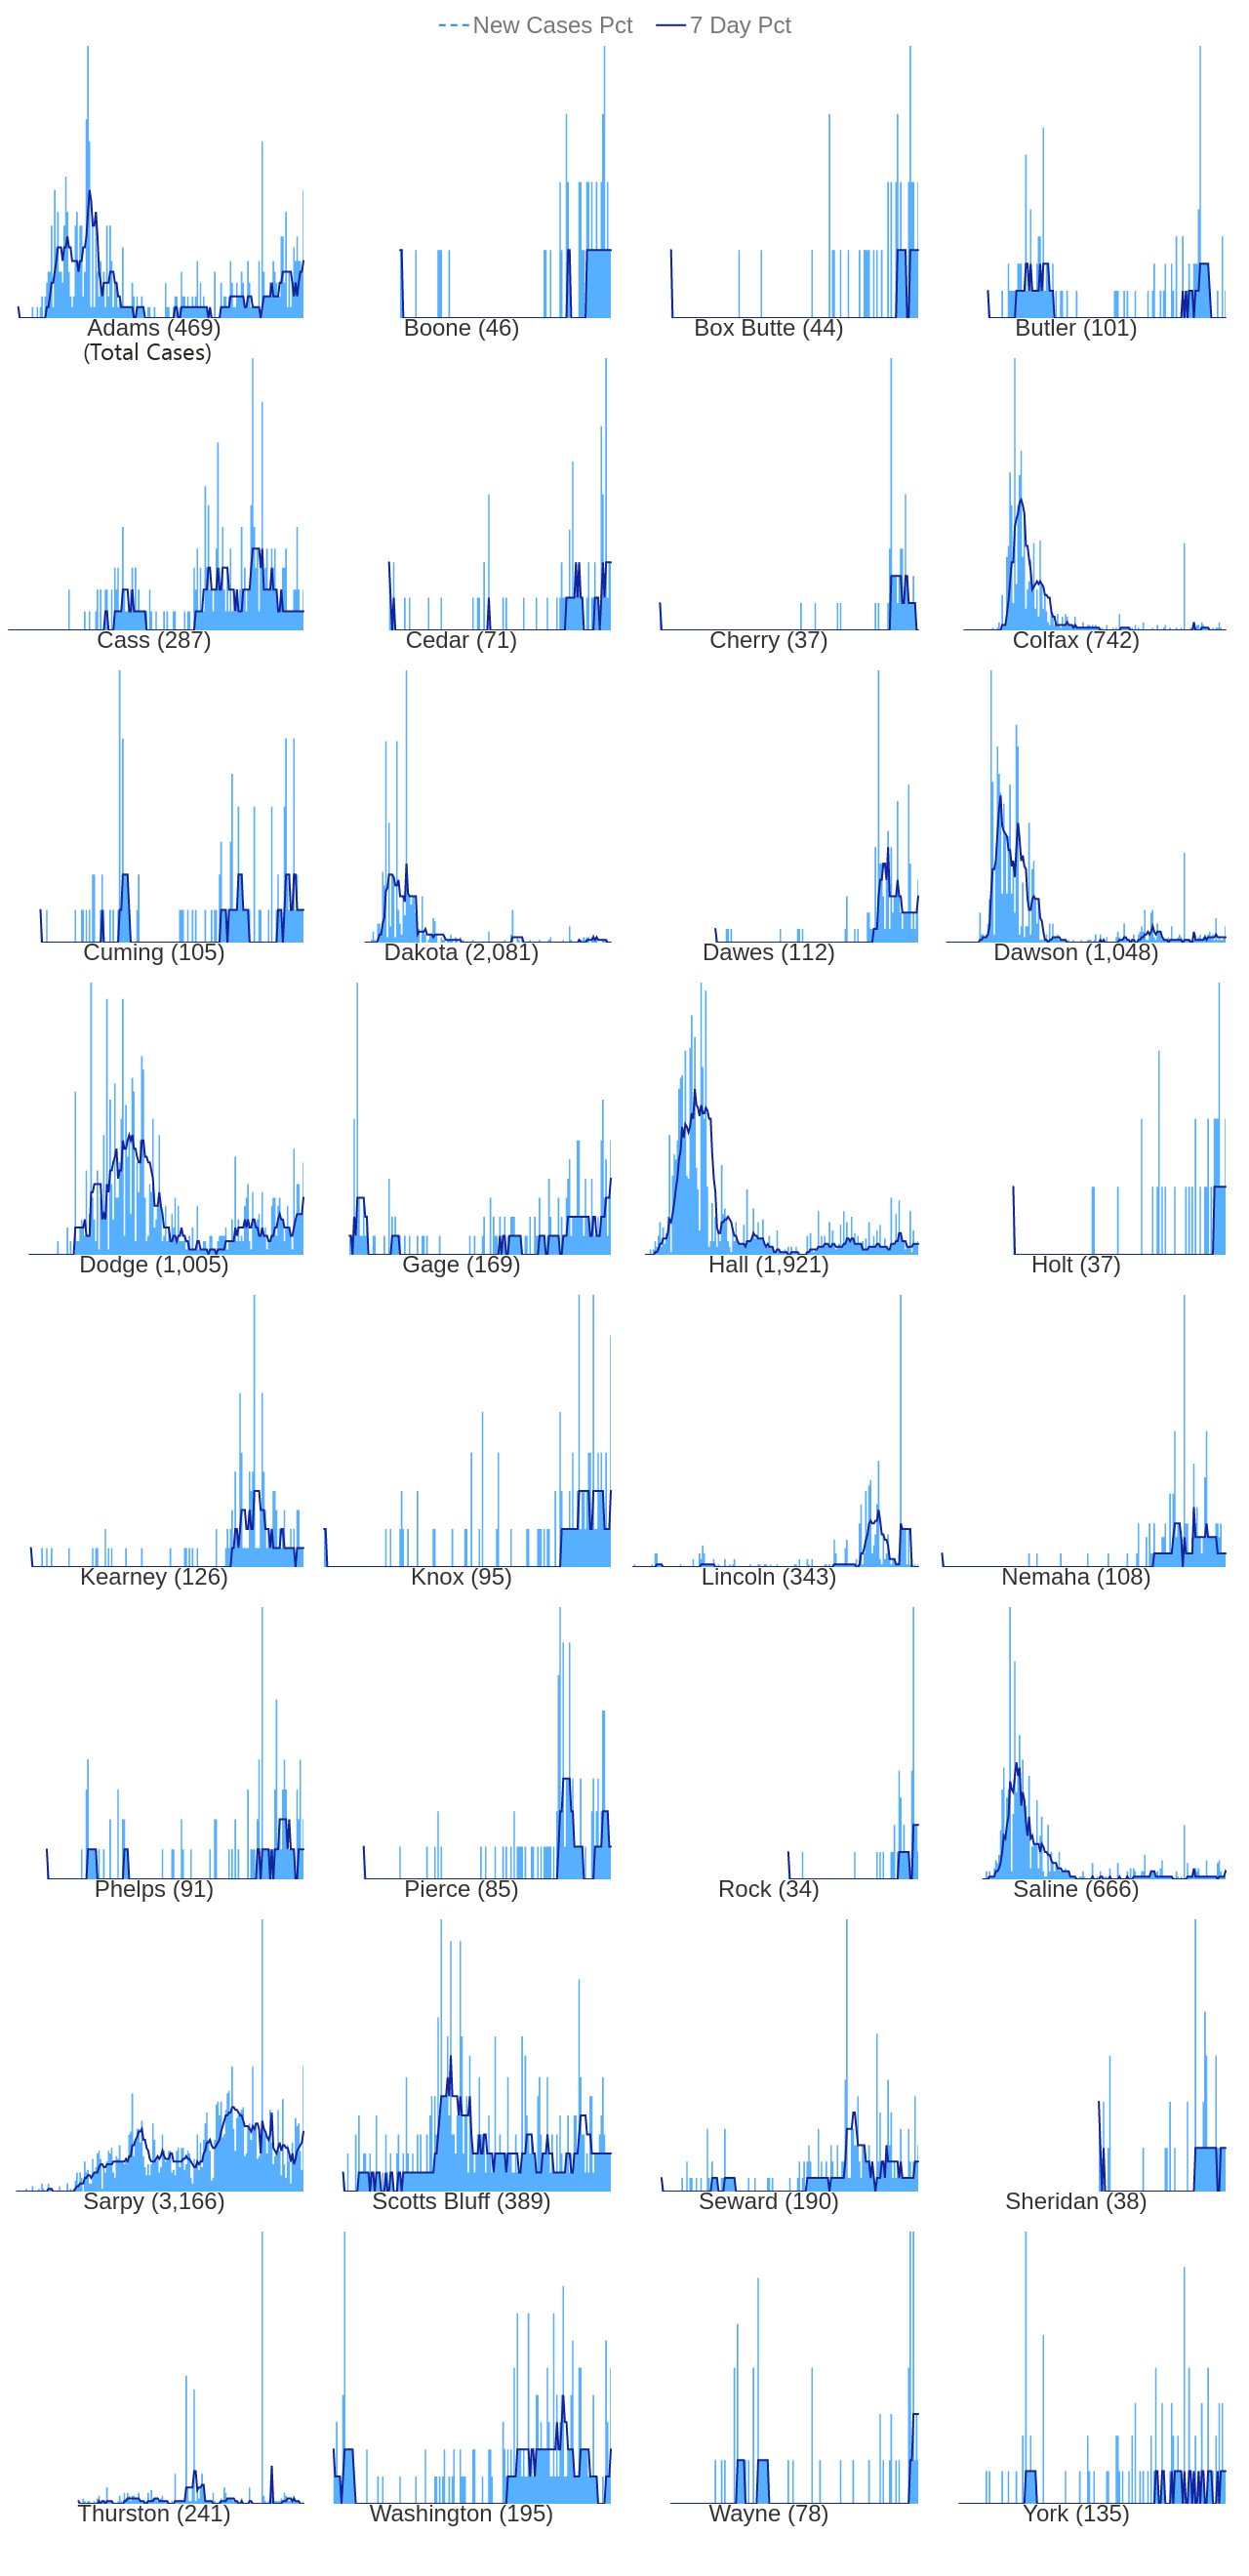 New Cases Pct 7 Day Pct
Adams (469) Boone (46) Box Butte (44) Butler (101)
(Total Cases)
Cass (287) Cedar (71) Cherry (37) Colfax (742)
Cuming (105) Dakota (2,081) Dawes (112) Dawson (1,048)
Dodge (1,005) Gage (169) Hall (1,921) Holt (37)
Kearney (126) Knox (95) Lincoln (343) Nemaha (108)
Phelps (91) Pierce (85) Rock (34) Saline (666)
Sarpy (3,166) Scotts Bluff (389) Seward (190) Sheridan (38)
Thurston (241) Washington (195) Wayne (78) York (135)